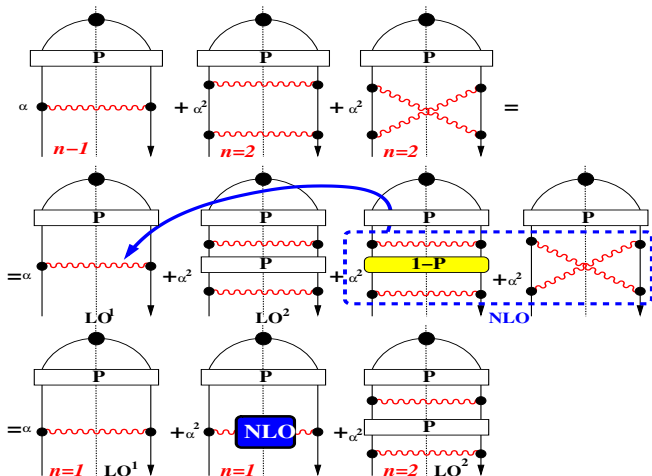 P P P
α + α² + α² =
n−1 n=2 n=2
P P P P
P 1−P
=α +α² +α² +α²
LO¹ LO² NLO
P P P
=α +α² NLO +α² P
n=1 LO¹ n=1 n=2 LO²